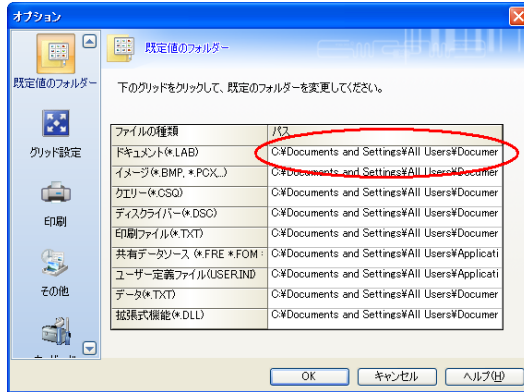 オプション
既定値のフォルダー
既定値のフォルダー
下のグリッドをクリックして、既定のフォルダーを変更してください。
グリッド設定
印刷
その他
ファイルの種類 パス
ドキュメント(*.LAB) C:¥Documents and Settings¥All Users¥Documer
イメージ(*.BMP, *.PCX,...) C:¥Documents and Settings¥All Users¥Documer
クエリー(*.CSQ) C:¥Documents and Settings¥All Users¥Documer
ディスクライバー(*.DSC) C:¥Documents and Settings¥All Users¥Documer
印刷ファイル(*.TXT) C:¥Documents and Settings¥All Users¥Documer
共有データソース (*.FRE *.FOM C:¥Documents and Settings¥All Users¥Applicati
ユーザー定義ファイル(USER.IND) C:¥Documents and Settings¥All Users¥Applicati
データ(*.TXT) C:¥Documents and Settings¥All Users¥Documer
拡張式機能(*.DLL) C:¥Documents and Settings¥All Users¥Documer
OK キャンセル ヘルプ(H)